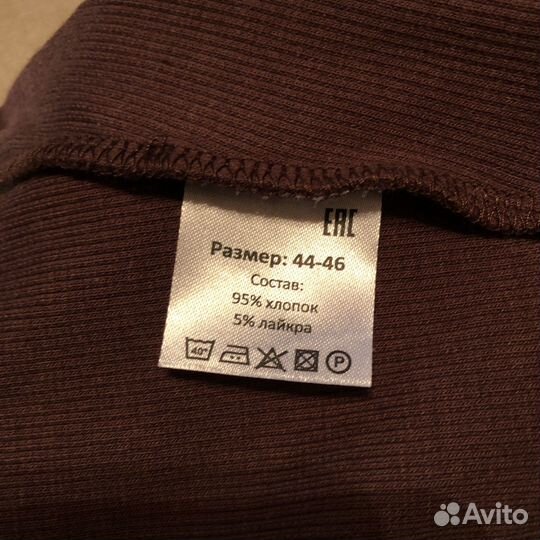 EAC
Размер: 44-46
Состав:
95% хлопок
5% лайкра
40° P
Avito